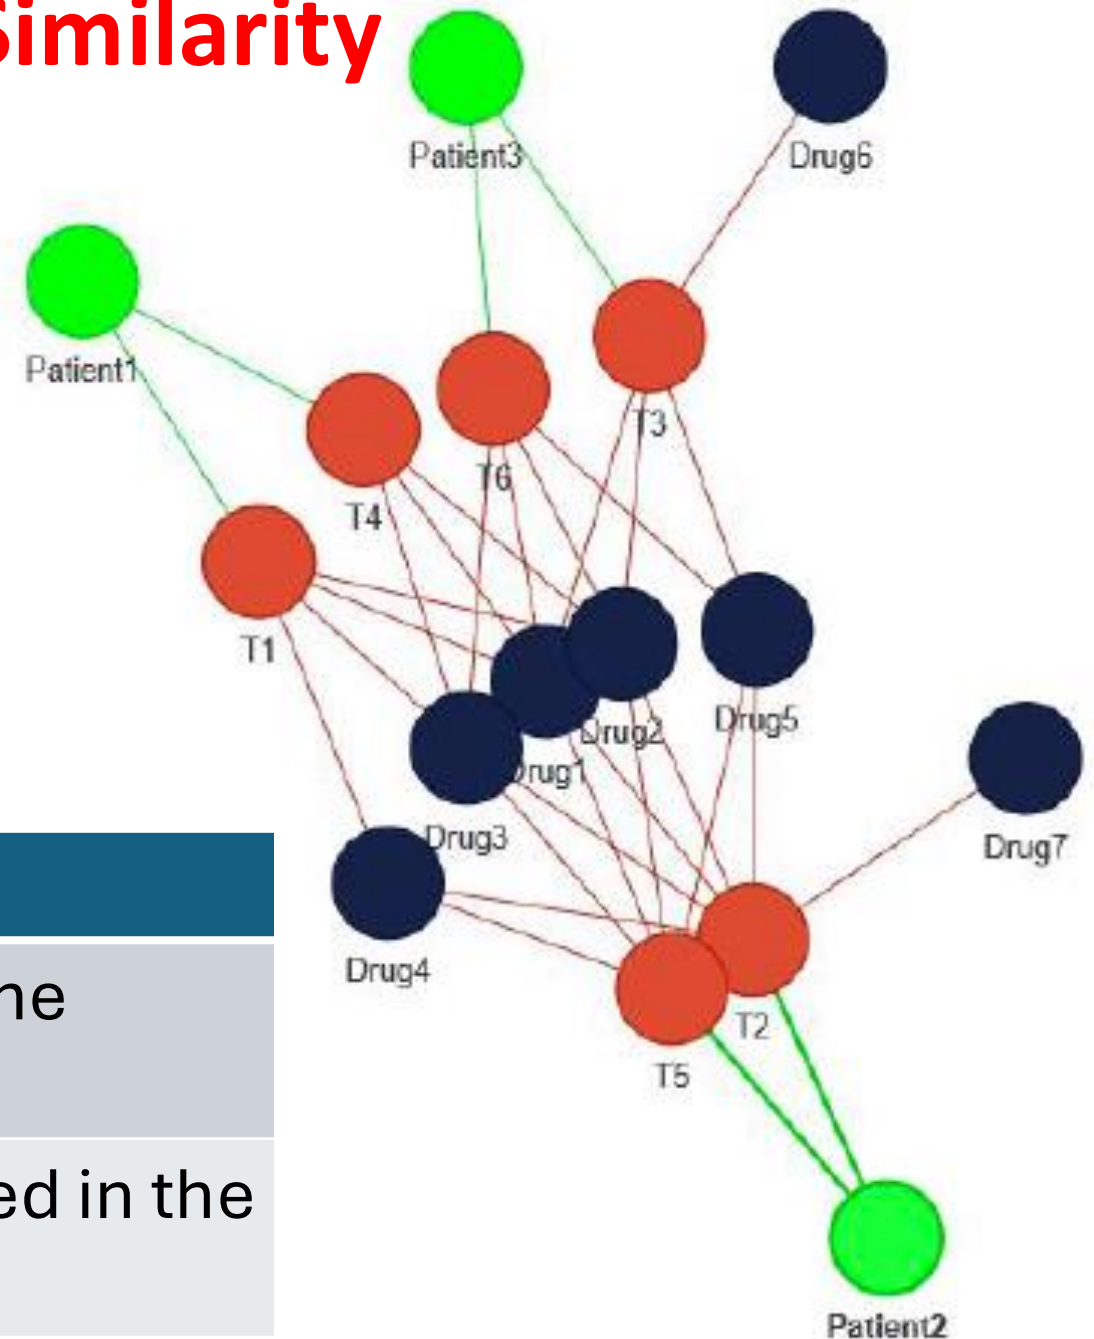 Similarity
Patient3
Drug6
Patient1
T3
T6
T4
T1
Drug2
Drug5
Drug1
Drug3
Drug7
Drug4
T2
T5
ed in the
Patient2